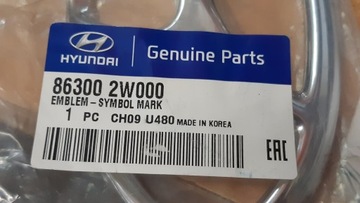 HYUNDAI
Genuine Parts
86300 2W000
EMBLEM-SYMBOL MARK
1 PC CH09 U480 MADE IN KOREA
EAC